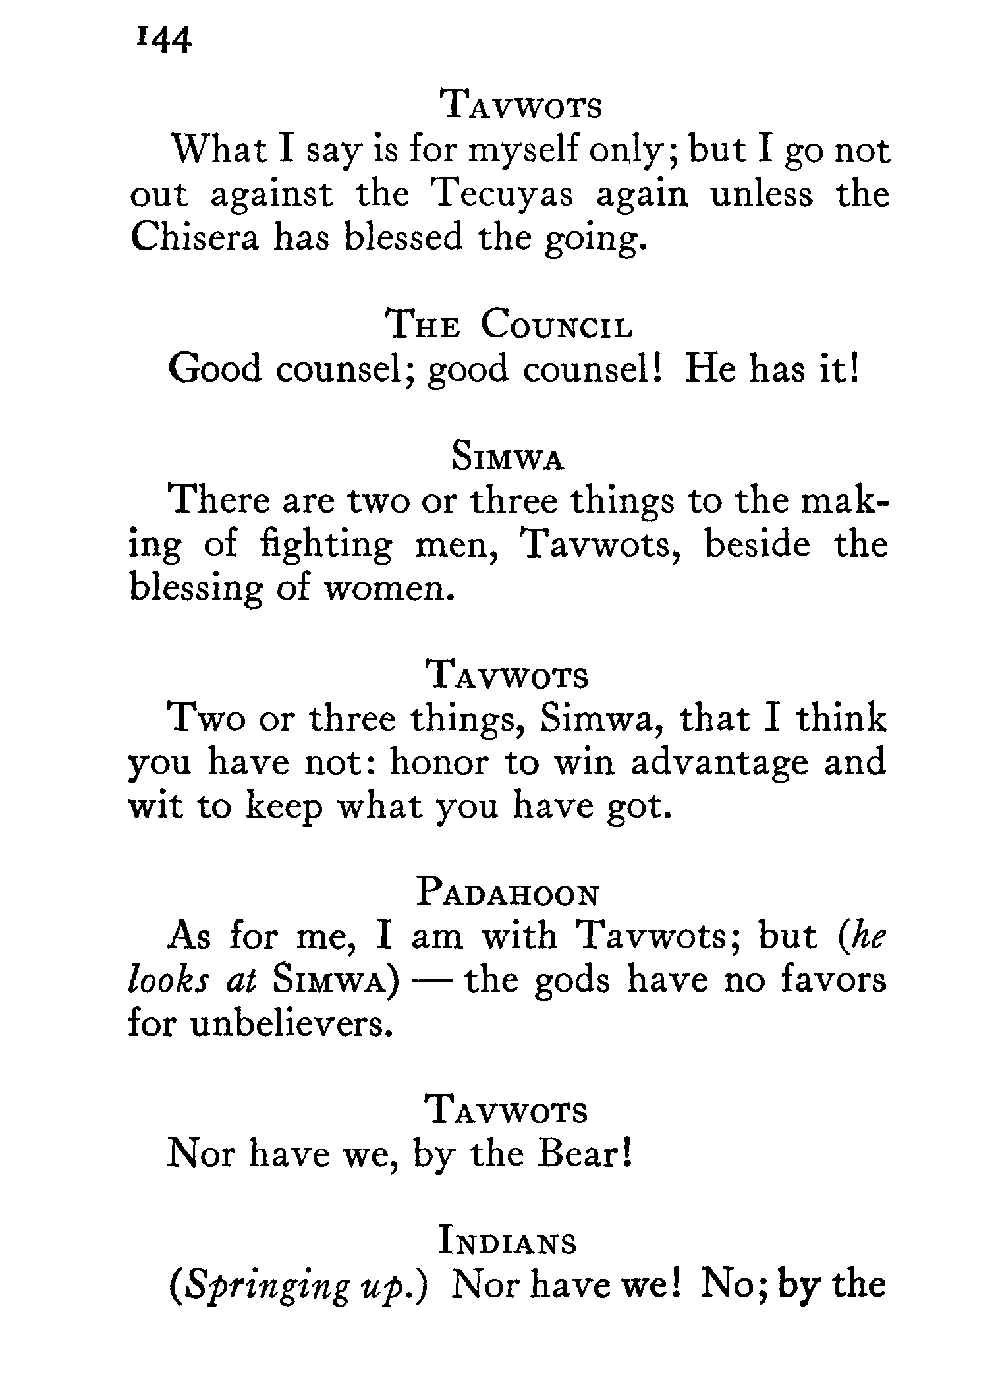 144
TAVWOTS
What I say is for myself only; but I go not
out against the Tecuyas again unless the
Chisera has blessed the going.
THE COUNCIL
Good counsel; good counsel! He has it!
SIMWA
There are two or three things to the mak-
ing of fighting men, Tavwots, beside the
blessing of women.
TAVWOTS
Two or three things, Simwa, that I think
you have not: honor to win advantage and
wit to keep what you have got.
PADAHOON
As for me, I am with Tavwots; but (he
looks at SIMWA) — the gods have no favors
for unbelievers.
TAVWOTS
Nor have we, by the Bear!
INDIANS
(Springing up.) Nor have we! No; by the